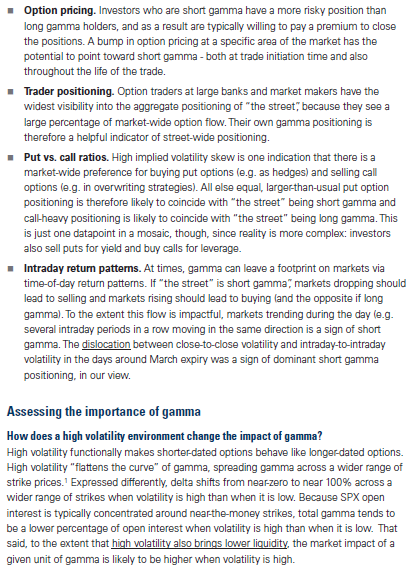 ■ Option pricing. Investors who are short gamma have a more risky position than
long gamma holders, and as a result are typically willing to pay a premium to close
the positions. A bump in option pricing at a specific area of the market has the
potential to point toward short gamma - both at trade initiation time and also
throughout the life of the trade.
■ Trader positioning. Option traders at large banks and market makers have the
widest visibility into the aggregate positioning of “the street”, because they see a
large percentage of market-wide option flow. Their own gamma positioning is
therefore a helpful indicator of street-wide positioning.
■ Put vs. call ratios. High implied volatility skew is one indication that there is a
market-wide preference for buying put options (e.g. as hedges) and selling call
options (e.g. in overwriting strategies). All else equal, larger-than-usual put option
positioning is therefore likely to coincide with “the street” being short gamma and
call-heavy positioning is likely to coincide with “the street” being long gamma. This
is just one datapoint in a mosaic, though, since reality is more complex: investors
also sell puts for yield and buy calls for leverage.
■ Intraday return patterns. At times, gamma can leave a footprint on markets via
time-of-day return patterns. If “the street” is short gamma”, markets dropping should
lead to selling and markets rising should lead to buying (and the opposite if long
gamma). To the extent this flow is impactful, markets trending during the day (e.g.
several intraday periods in a row moving in the same direction is a sign of short
gamma. The dislocation between close-to-close volatility and intraday-to-intraday
volatility in the days around March expiry was a sign of dominant short gamma
positioning, in our view.
Assessing the importance of gamma
How does a high volatility environment change the impact of gamma?
High volatility functionally makes shorter-dated options behave like longer-dated options.
High volatility “flattens the curve” of gamma, spreading gamma across a wider range of
strike prices.¹ Expressed differently, delta shifts from near-zero to near 100% across a
wider range of strikes when volatility is high than when it is low. Because SPX open
interest is typically concentrated around near-the-money strikes, total gamma tends to
be a lower percentage of open interest when volatility is high than when it is low. That
said, to the extent that high volatility also brings lower liquidity, the market impact of a
given unit of gamma is likely to be higher when volatility is high.